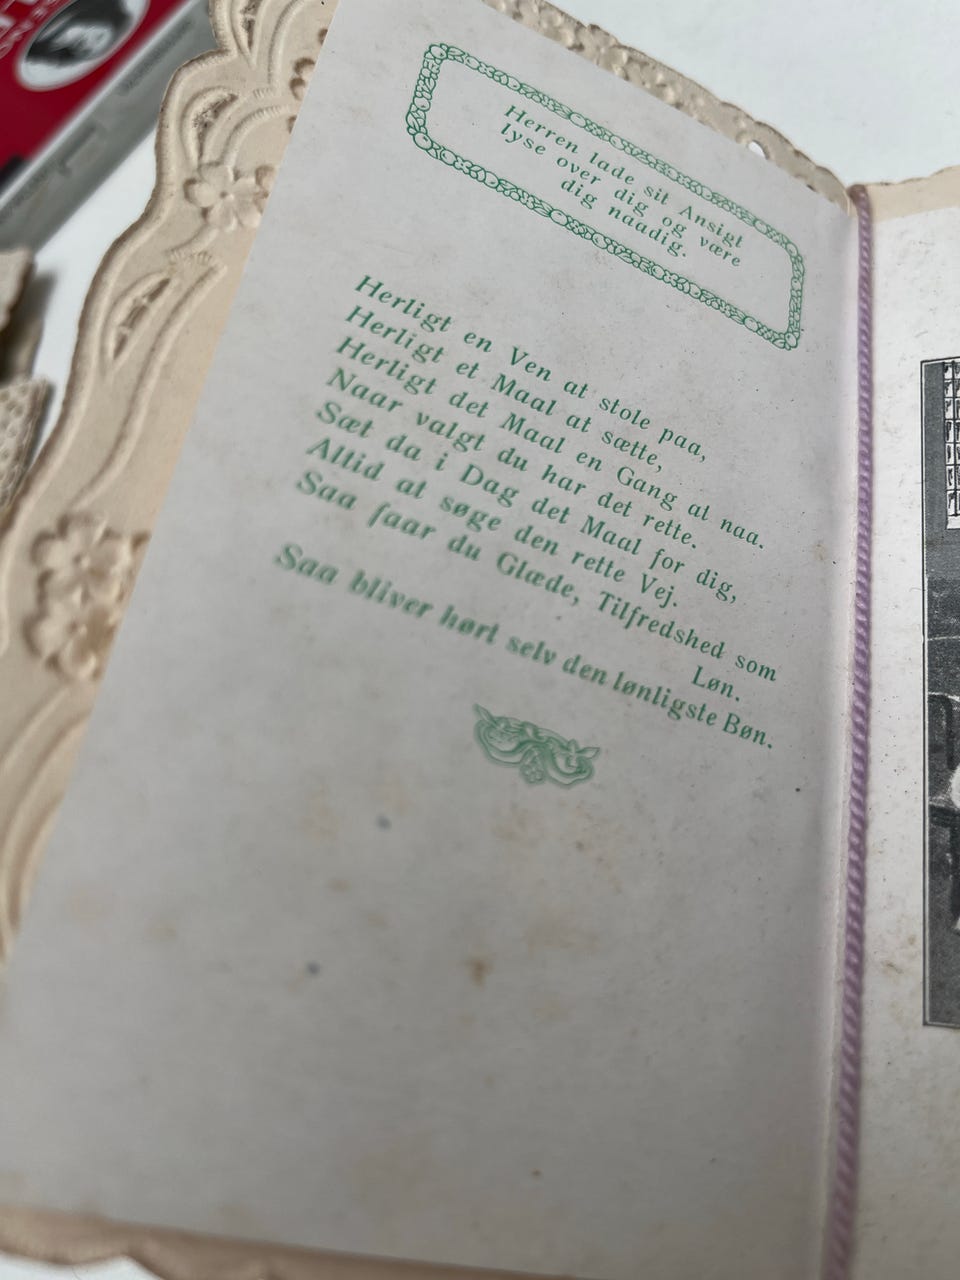 Herren lade sit Ansigt
lyse over dig og være
dig naadig.
Herligt en Ven at stole paa,
Herligt et Maal at sætte,
Herligt det Maal en Gang at naa.
Naar valgt du har det rette.
Sæt da i Dag det Maal for dig,
Altid at søge den rette Vej.
Saa faar du Glæde, Tilfredshed som
Løn.
Saa bliver hørt selv den lønligste Bøn.